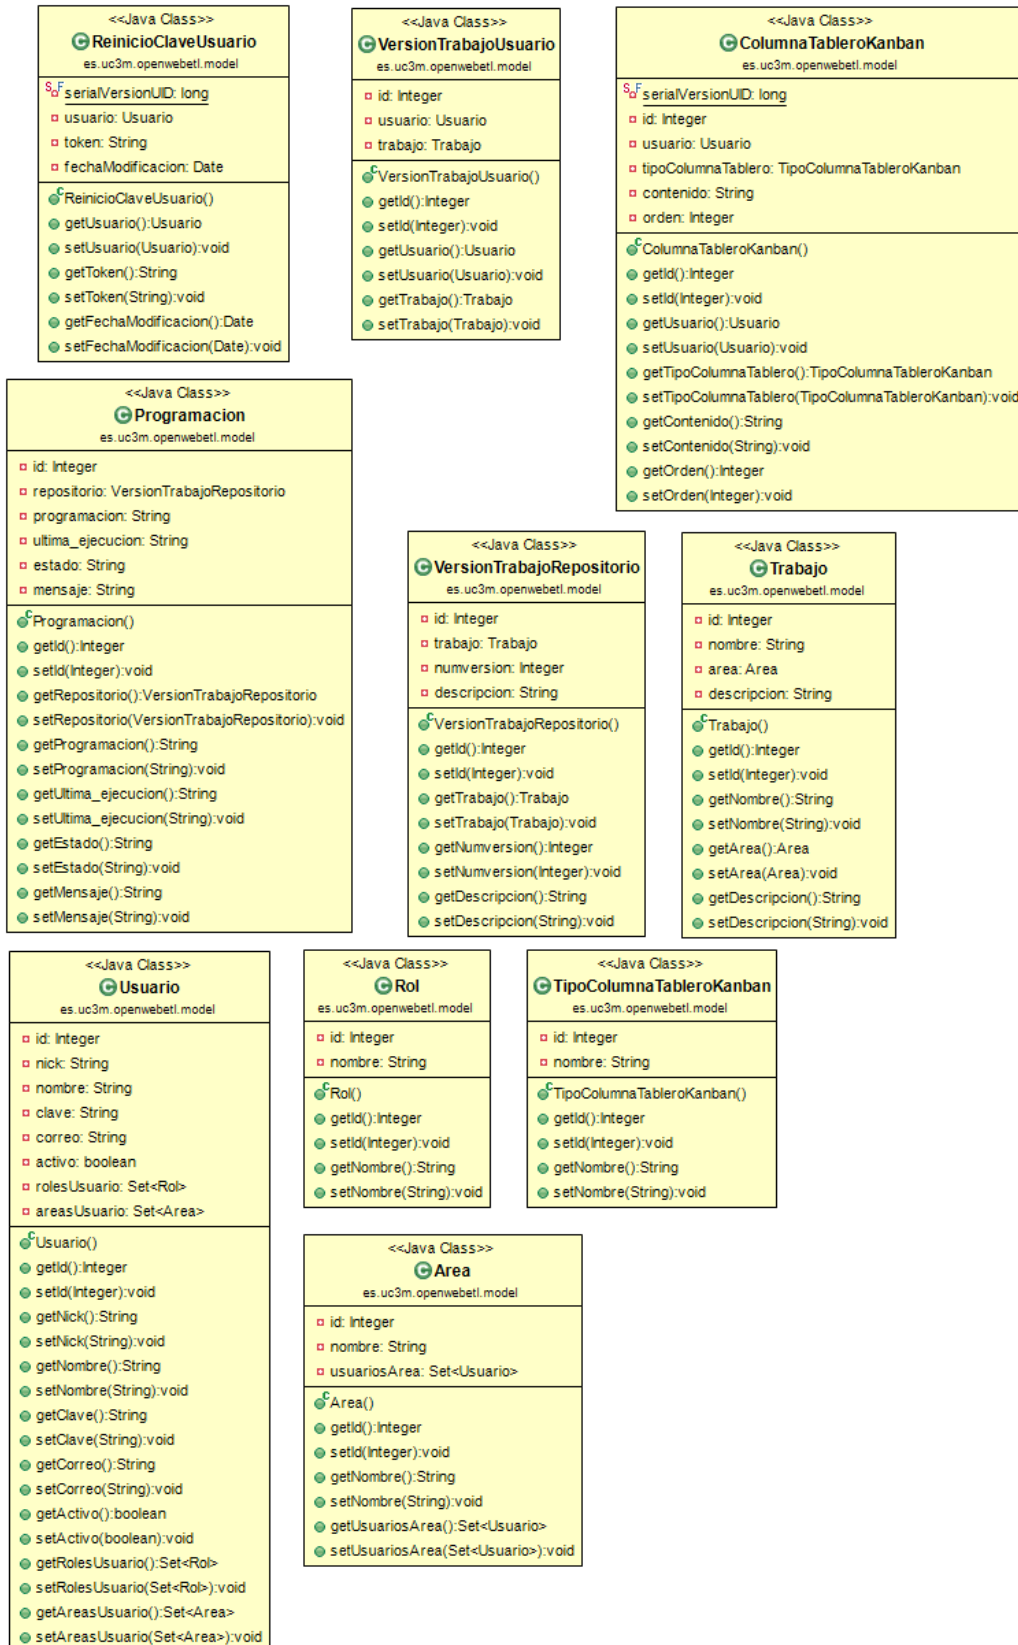 <<Java Class>>
ReinicioClaveUsuario
es.uc3m.openwebetl.model
serialVersionUID: long
usuario: Usuario
token: String
fechaModificacion: Date
ReinicioClaveUsuario()
getUsuario():Usuario
setUsuario(Usuario):void
getToken():String
setToken(String):void
getFechaModificacion():Date
setFechaModificacion(Date):void
<<Java Class>>
VersionTrabajoUsuario
es.uc3m.openwebetl.model
id: Integer
usuario: Usuario
trabajo: Trabajo
VersionTrabajoUsuario()
getId():Integer
setId(Integer):void
getUsuario():Usuario
setUsuario(Usuario):void
getTrabajo():Trabajo
setTrabajo(Trabajo):void
<<Java Class>>
ColumnaTableroKanban
es.uc3m.openwebetl.model
serialVersionUID: long
id: Integer
usuario: Usuario
tipoColumnaTablero: TipoColumnaTableroKanban
contenido: String
orden: Integer
ColumnaTableroKanban()
getId():Integer
setId(Integer):void
getUsuario():Usuario
setUsuario(Usuario):void
getTipoColumnaTablero():TipoColumnaTableroKanban
setTipoColumnaTablero(TipoColumnaTableroKanban):void
getContenido():String
setContenido(String):void
getOrden():Integer
setOrden(Integer):void
<<Java Class>>
Programacion
es.uc3m.openwebetl.model
id: Integer
repositorio: VersionTrabajoRepositorio
programacion: String
ultima_ejecucion: String
estado: String
mensaje: String
Programacion()
getId():Integer
setId(Integer):void
getRepositorio():VersionTrabajoRepositorio
setRepositorio(VersionTrabajoRepositorio):void
getProgramacion():String
setProgramacion(String):void
getUltima_ejecucion():String
setUltima_ejecucion(String):void
getEstado():String
setEstado(String):void
getMensaje():String
setMensaje(String):void
<<Java Class>>
VersionTrabajoRepositorio
es.uc3m.openwebetl.model
id: Integer
trabajo: Trabajo
numversion: Integer
descripcion: String
VersionTrabajoRepositorio()
getId():Integer
setId(Integer):void
getTrabajo():Trabajo
setTrabajo(Trabajo):void
getNumversion():Integer
setNumversion(Integer):void
getDescripcion():String
setDescripcion(String):void
<<Java Class>>
Trabajo
es.uc3m.openwebetl.model
id: Integer
nombre: String
area: Area
descripcion: String
Trabajo()
getId():Integer
setId(Integer):void
getNombre():String
setNombre(String):void
getArea():Area
setArea(Area):void
getDescripcion():String
setDescripcion(String):void
<<Java Class>>
Usuario
es.uc3m.openwebetl.model
id: Integer
nick: String
nombre: String
clave: String
correo: String
activo: boolean
rolesUsuario: Set<Rol>
areasUsuario: Set<Area>
Usuario()
getId():Integer
setId(Integer):void
getNick():String
setNick(String):void
getNombre():String
setNombre(String):void
getClave():String
setClave(String):void
getCorreo():String
setCorreo(String):void
getActivo():boolean
setActivo(boolean):void
getRolesUsuario():Set<Rol>
setRolesUsuario(Set<Rol>):void
getAreasUsuario():Set<Area>
setAreasUsuario(Set<Area>):void
<<Java Class>>
Rol
es.uc3m.openwebetl.model
id: Integer
nombre: String
Rol()
getId():Integer
setId(Integer):void
getNombre():String
setNombre(String):void
<<Java Class>>
TipoColumnaTableroKanban
es.uc3m.openwebetl.model
id: Integer
nombre: String
TipoColumnaTableroKanban()
getId():Integer
setId(Integer):void
getNombre():String
setNombre(String):void
<<Java Class>>
Area
es.uc3m.openwebetl.model
id: Integer
nombre: String
usuariosArea: Set<Usuario>
Area()
getId():Integer
setId(Integer):void
getNombre():String
setNombre(String):void
getUsuariosArea():Set<Usuario>
setUsuariosArea(Set<Usuario>):void